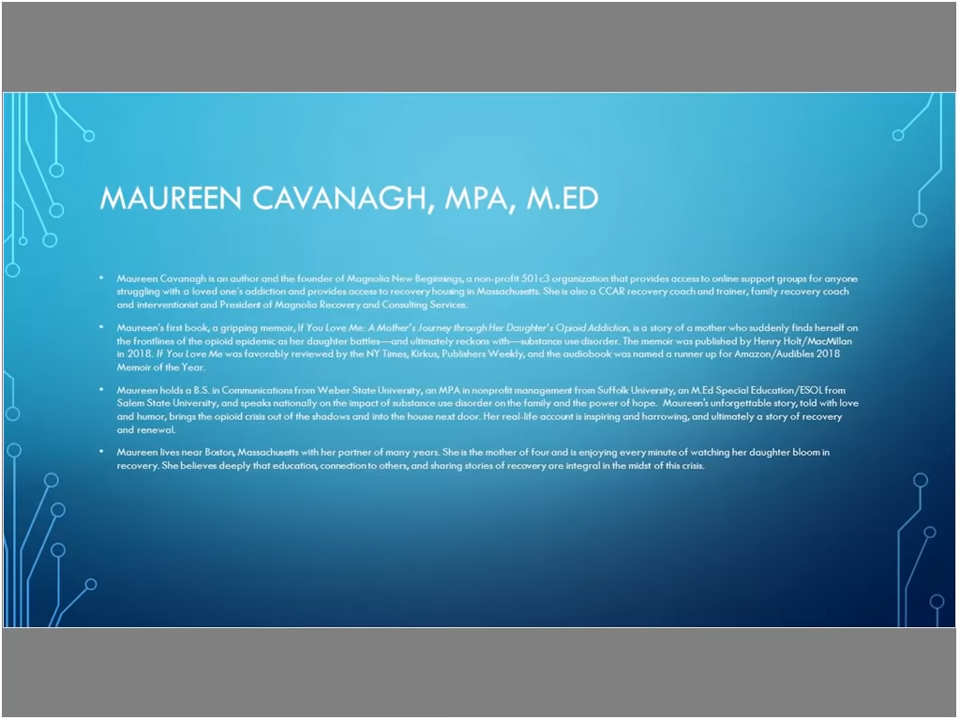 MAUREEN CAVANAGH, MPA, M.ED
• Maureen Cavanagh is an author and the founder of Magnolia New Beginnings, a non-profit 501c3 organization that provides access to online support groups for anyone
struggling with a loved one's addiction and provides access to recovery housing in Massachusetts. She is also a CCAR recovery coach and trainer, family recovery coach
and interventionist and President of Magnolia Recovery and Consulting Services.
• Maureen's first book, a gripping memoir, If You Love Me: A Mother's Journey through Her Daughter's Opioid Addiction, is a story of a mother who suddenly finds herself on
the frontlines of the opioid epidemic as her daughter battles—and ultimately reckons with—substance use disorder. The memoir was published by Henry Holt/MacMillan
in 2018. If You Love Me was favorably reviewed by the NY Times, Kirkus, Publishers Weekly, and the audiobook was named a runner up for Amazon/Audibles 2018
Memoir of the Year.
• Maureen holds a B.S. in Communications from Weber State University, an MPA in nonprofit management from Suffolk University, an M.Ed Special Education/ESOL from
Salem State University, and speaks nationally on the impact of substance use disorder on the family and the power of hope. Maureen's unforgettable story, told with love
and humor, brings the opioid crisis out of the shadows and into the house next door. Her real-life account is inspiring and harrowing, and ultimately a story of recovery
and renewal.
• Maureen lives near Boston, Massachusetts with her partner of many years. She is the mother of four and is enjoying every minute of watching her daughter bloom in
recovery. She believes deeply that education, connection to others, and sharing stories of recovery are integral in the midst of this crisis.